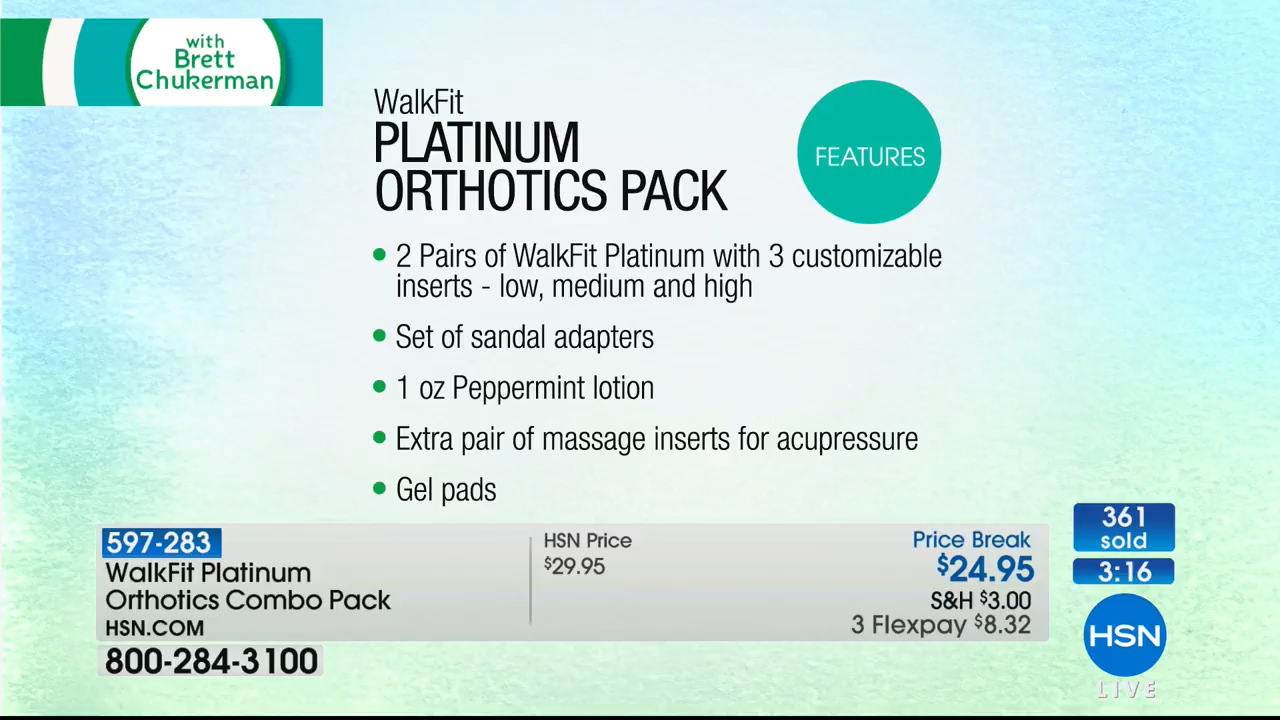 with
Brett
Chukerman
WalkFit
PLATINUM
ORTHOTICS PACK
FEATURES
• 2 Pairs of WalkFit Platinum with 3 customizable
inserts - low, medium and high
• Set of sandal adapters
• 1 oz Peppermint lotion
• Extra pair of massage inserts for acupressure
• Gel pads
597-283
WalkFit Platinum
Orthotics Combo Pack
HSN.COM
800-284-3100
HSN Price
$29.95
Price Break
$24.95
S&H $3.00
3 Flexpay $8.32
361
sold
3:16
HSN
LIVE